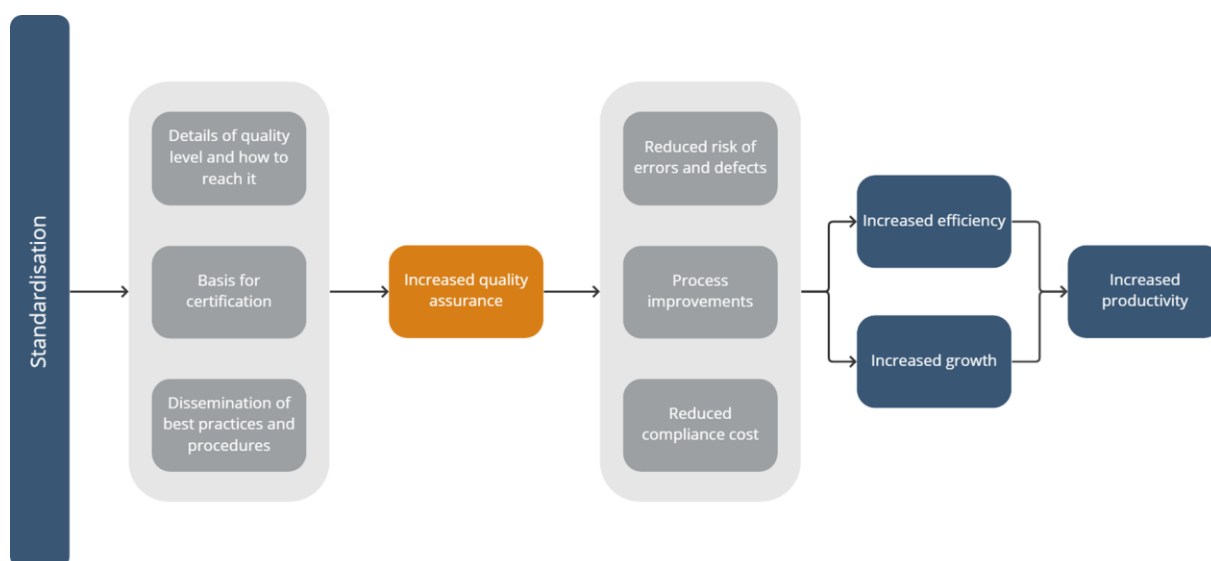 Standardisation
Details of quality
level and how to
reach it
Basis for
certification
Dissemination of
best practices and
procedures
Increased quality
assurance
Reduced risk of
errors and defects
Process
improvements
Reduced
compliance cost
Increased efficiency
Increased growth
Increased
productivity